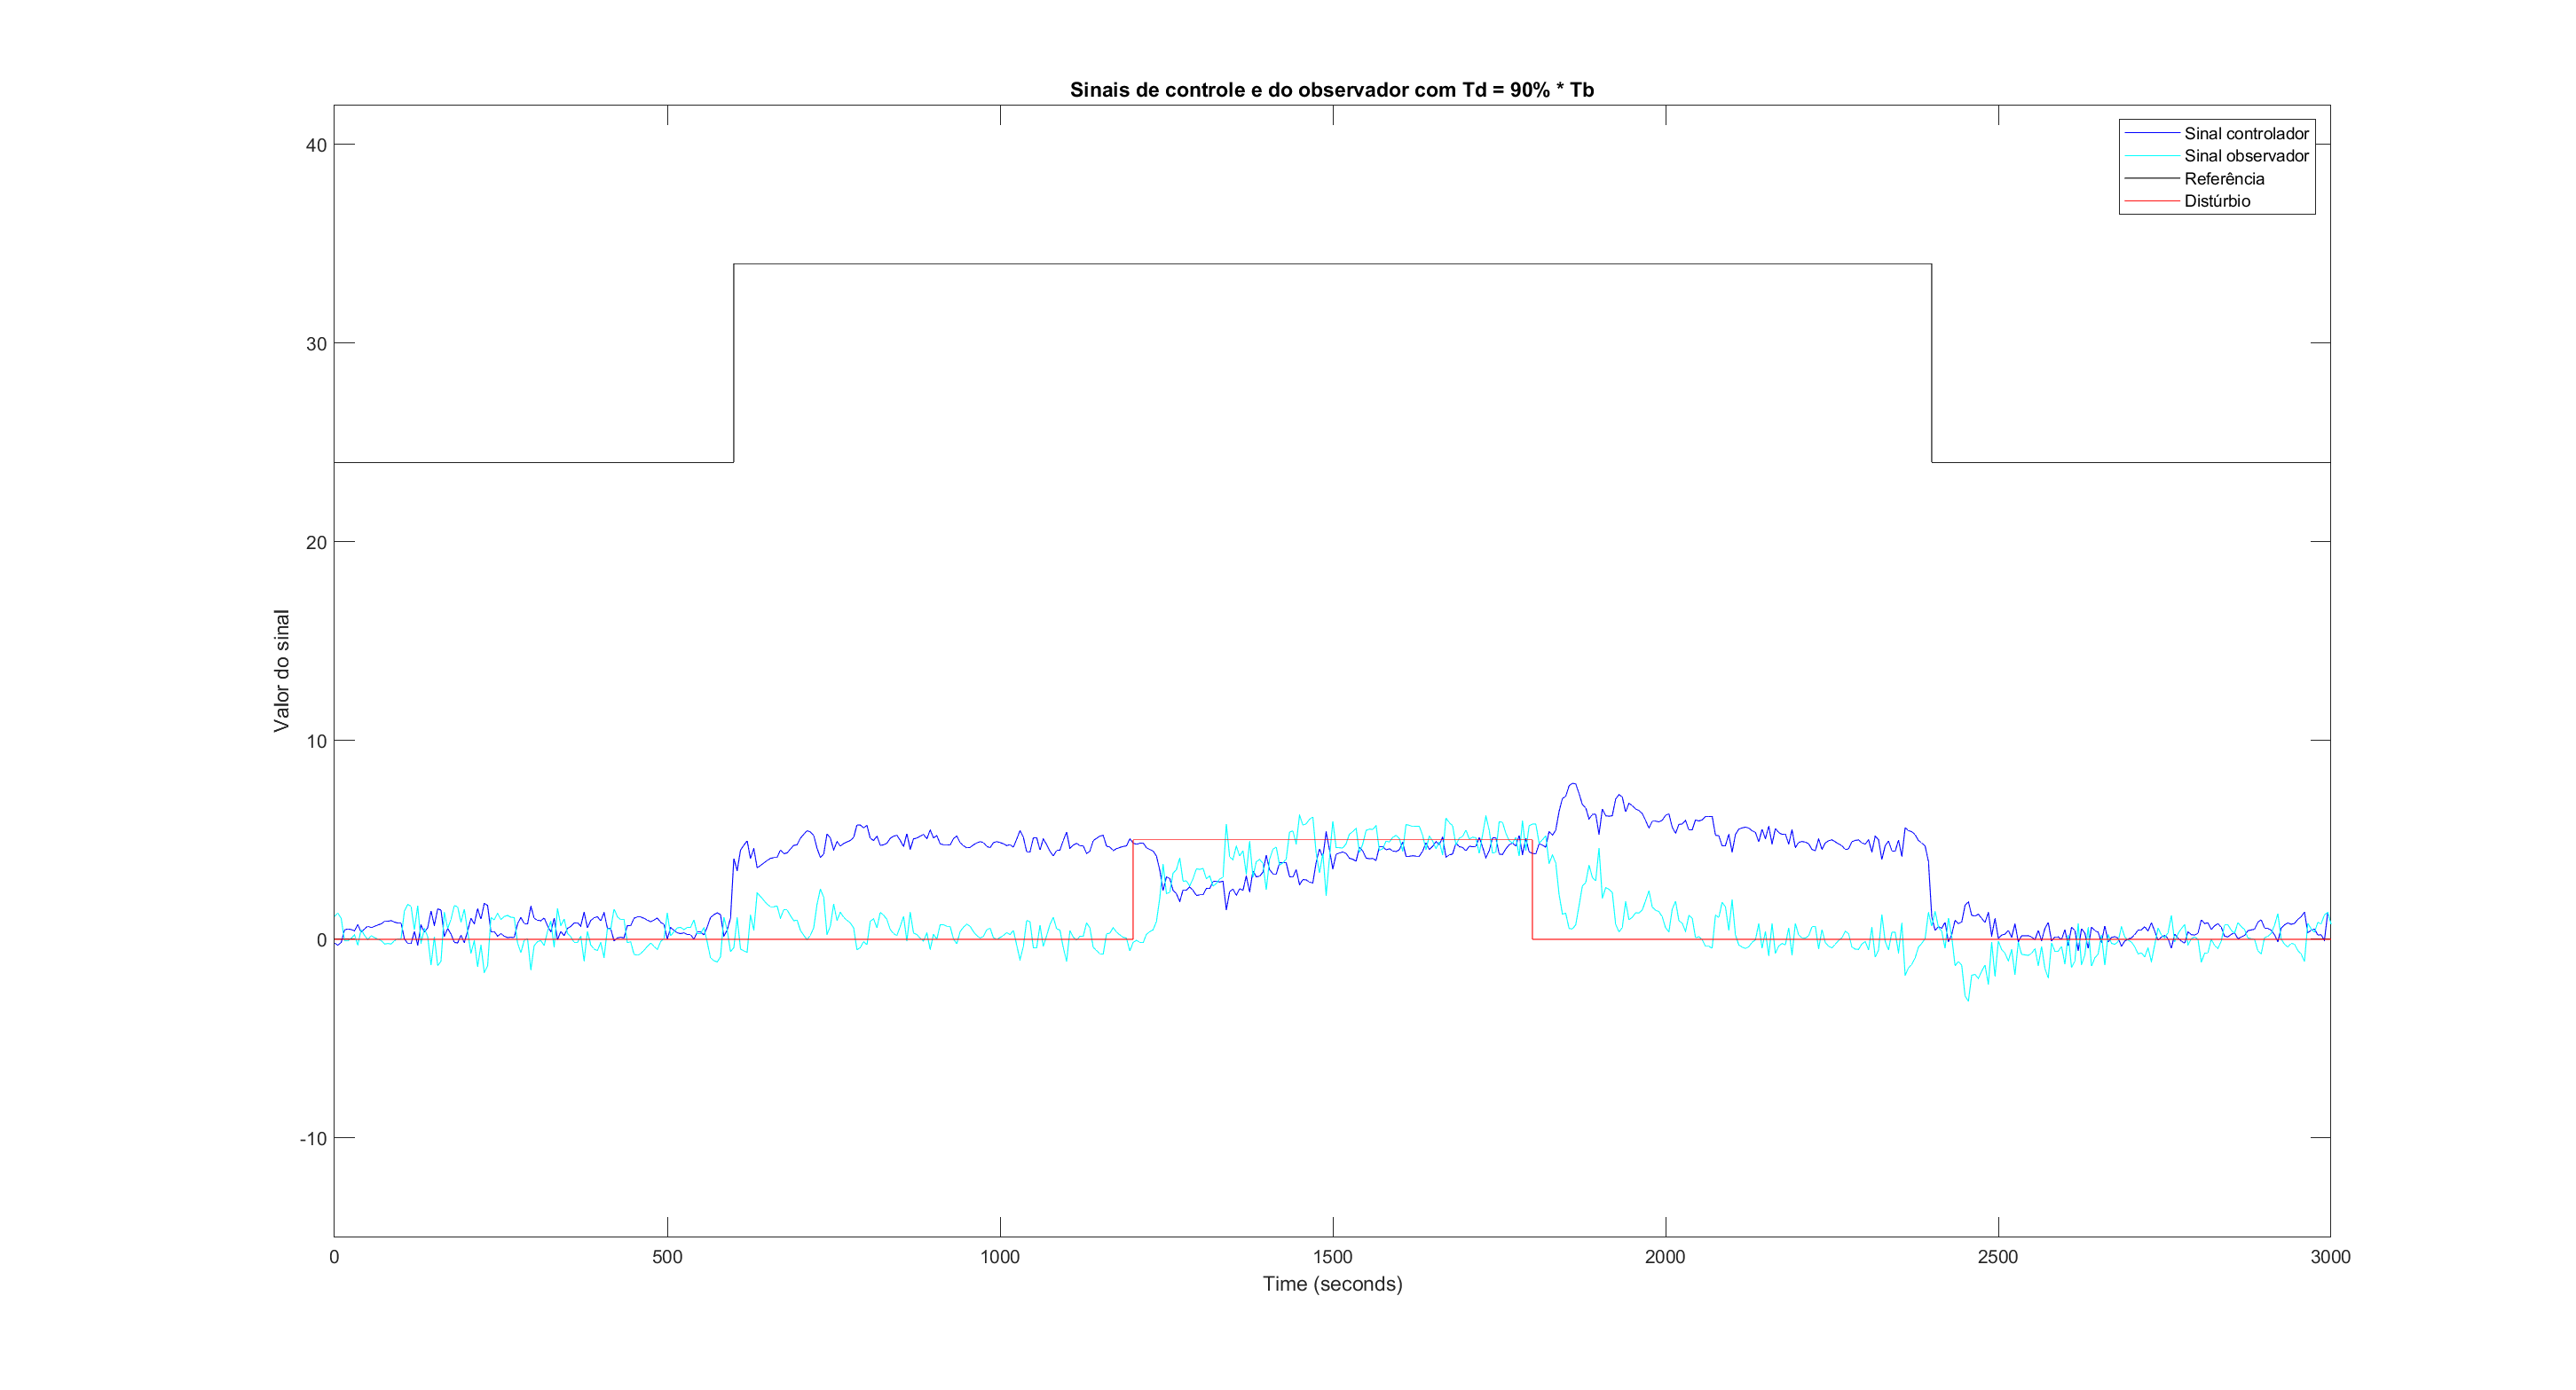 Sinais de controle e do observador com Td = 90% * Tb
Sinal controlador
Sinal observador
Referência
Distúrbio
40
30
20
10
0
-10
Valor do sinal
0
500
1000
1500
2000
2500
3000
Time (seconds)